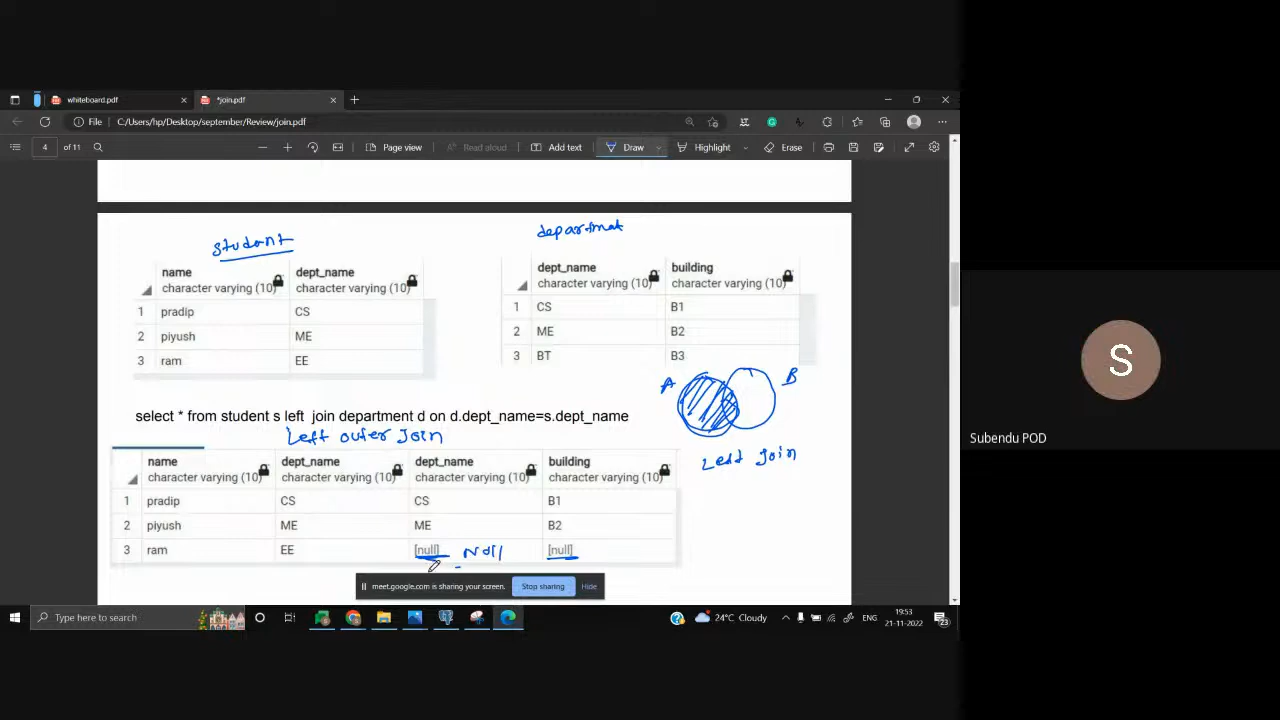 whiteboard.pdf
*join.pdf
File
C:/Users/hp/Desktop/september/Review/join.pdf
4 of 11
Page view
Read aloud
Add text
Draw
Highlight
Erase
student
departmat
name
character varying (10)
dept_name
character varying (10)
1 pradip CS
2 piyush ME
3 ram EE
dept_name
character varying (10)
building
character varying (10)
1 CS B1
2 ME B2
3 BT B3
A
B
select * from student s left join department d on d.dept_name=s.dept_name
Left outer join
Left join
name
character varying (10)
dept_name
character varying (10)
dept_name
character varying (10)
building
character varying (10)
1 pradip CS CS B1
2 piyush ME ME B2
3 ram EE [null] Null [null]
meet.google.com is sharing your screen.
Stop sharing
Hide
Type here to search
24°C Cloudy
ENG
19:53
21-11-2022
23
S
Subendu POD